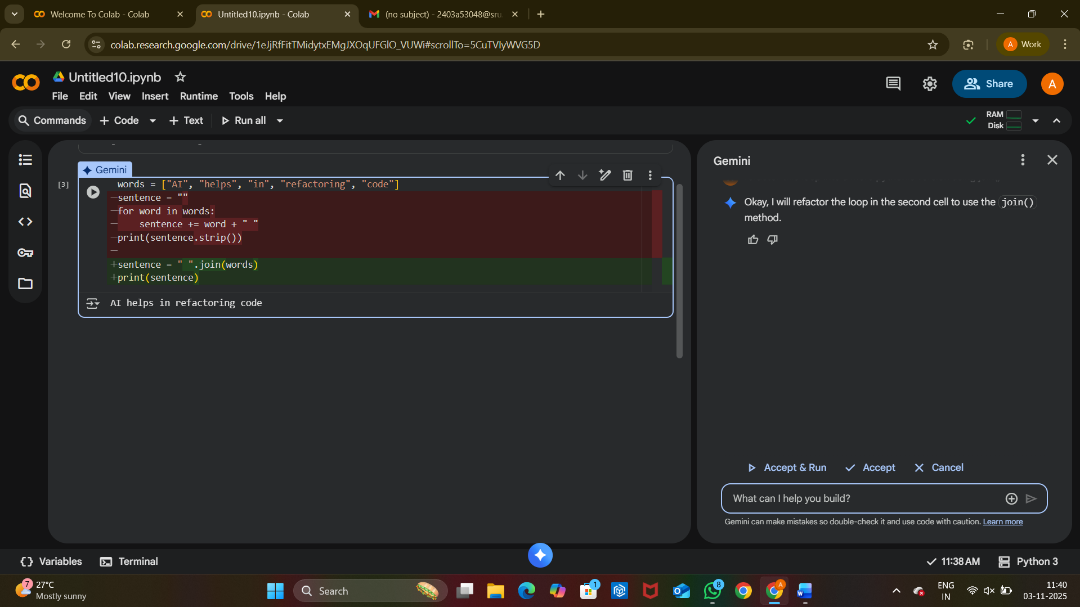 Welcome To Colab - Colab
Untitled10.ipynb - Colab
(no subject) - 2403a53048@sru
colab.research.google.com/drive/1eJjRfFitTMidytxEMgJXOqUFGlO_VUWi#scrollTo=5CuTVIyWVG5D
A Work
Untitled10.ipynb
File Edit View Insert Runtime Tools Help
Share
A
Commands + Code + Text Run all
RAM
Disk
Gemini
[3]
words = ["AI", "helps", "in", "refactoring", "code"]
—sentence = ""
—for word in words:
—    sentence += word + " "
—print(sentence.strip())
—
+sentence = " ".join(words)
+print(sentence)
AI helps in refactoring code
Gemini
Okay, I will refactor the loop in the second cell to use the join()
method.
Accept & Run Accept Cancel
What can I help you build?
Gemini can make mistakes so double-check it and use code with caution. Learn more
Variables Terminal
11:38 AM Python 3
7
27°C
Mostly sunny
Search
1
8
A
ENG
IN
11:40
03-11-2025